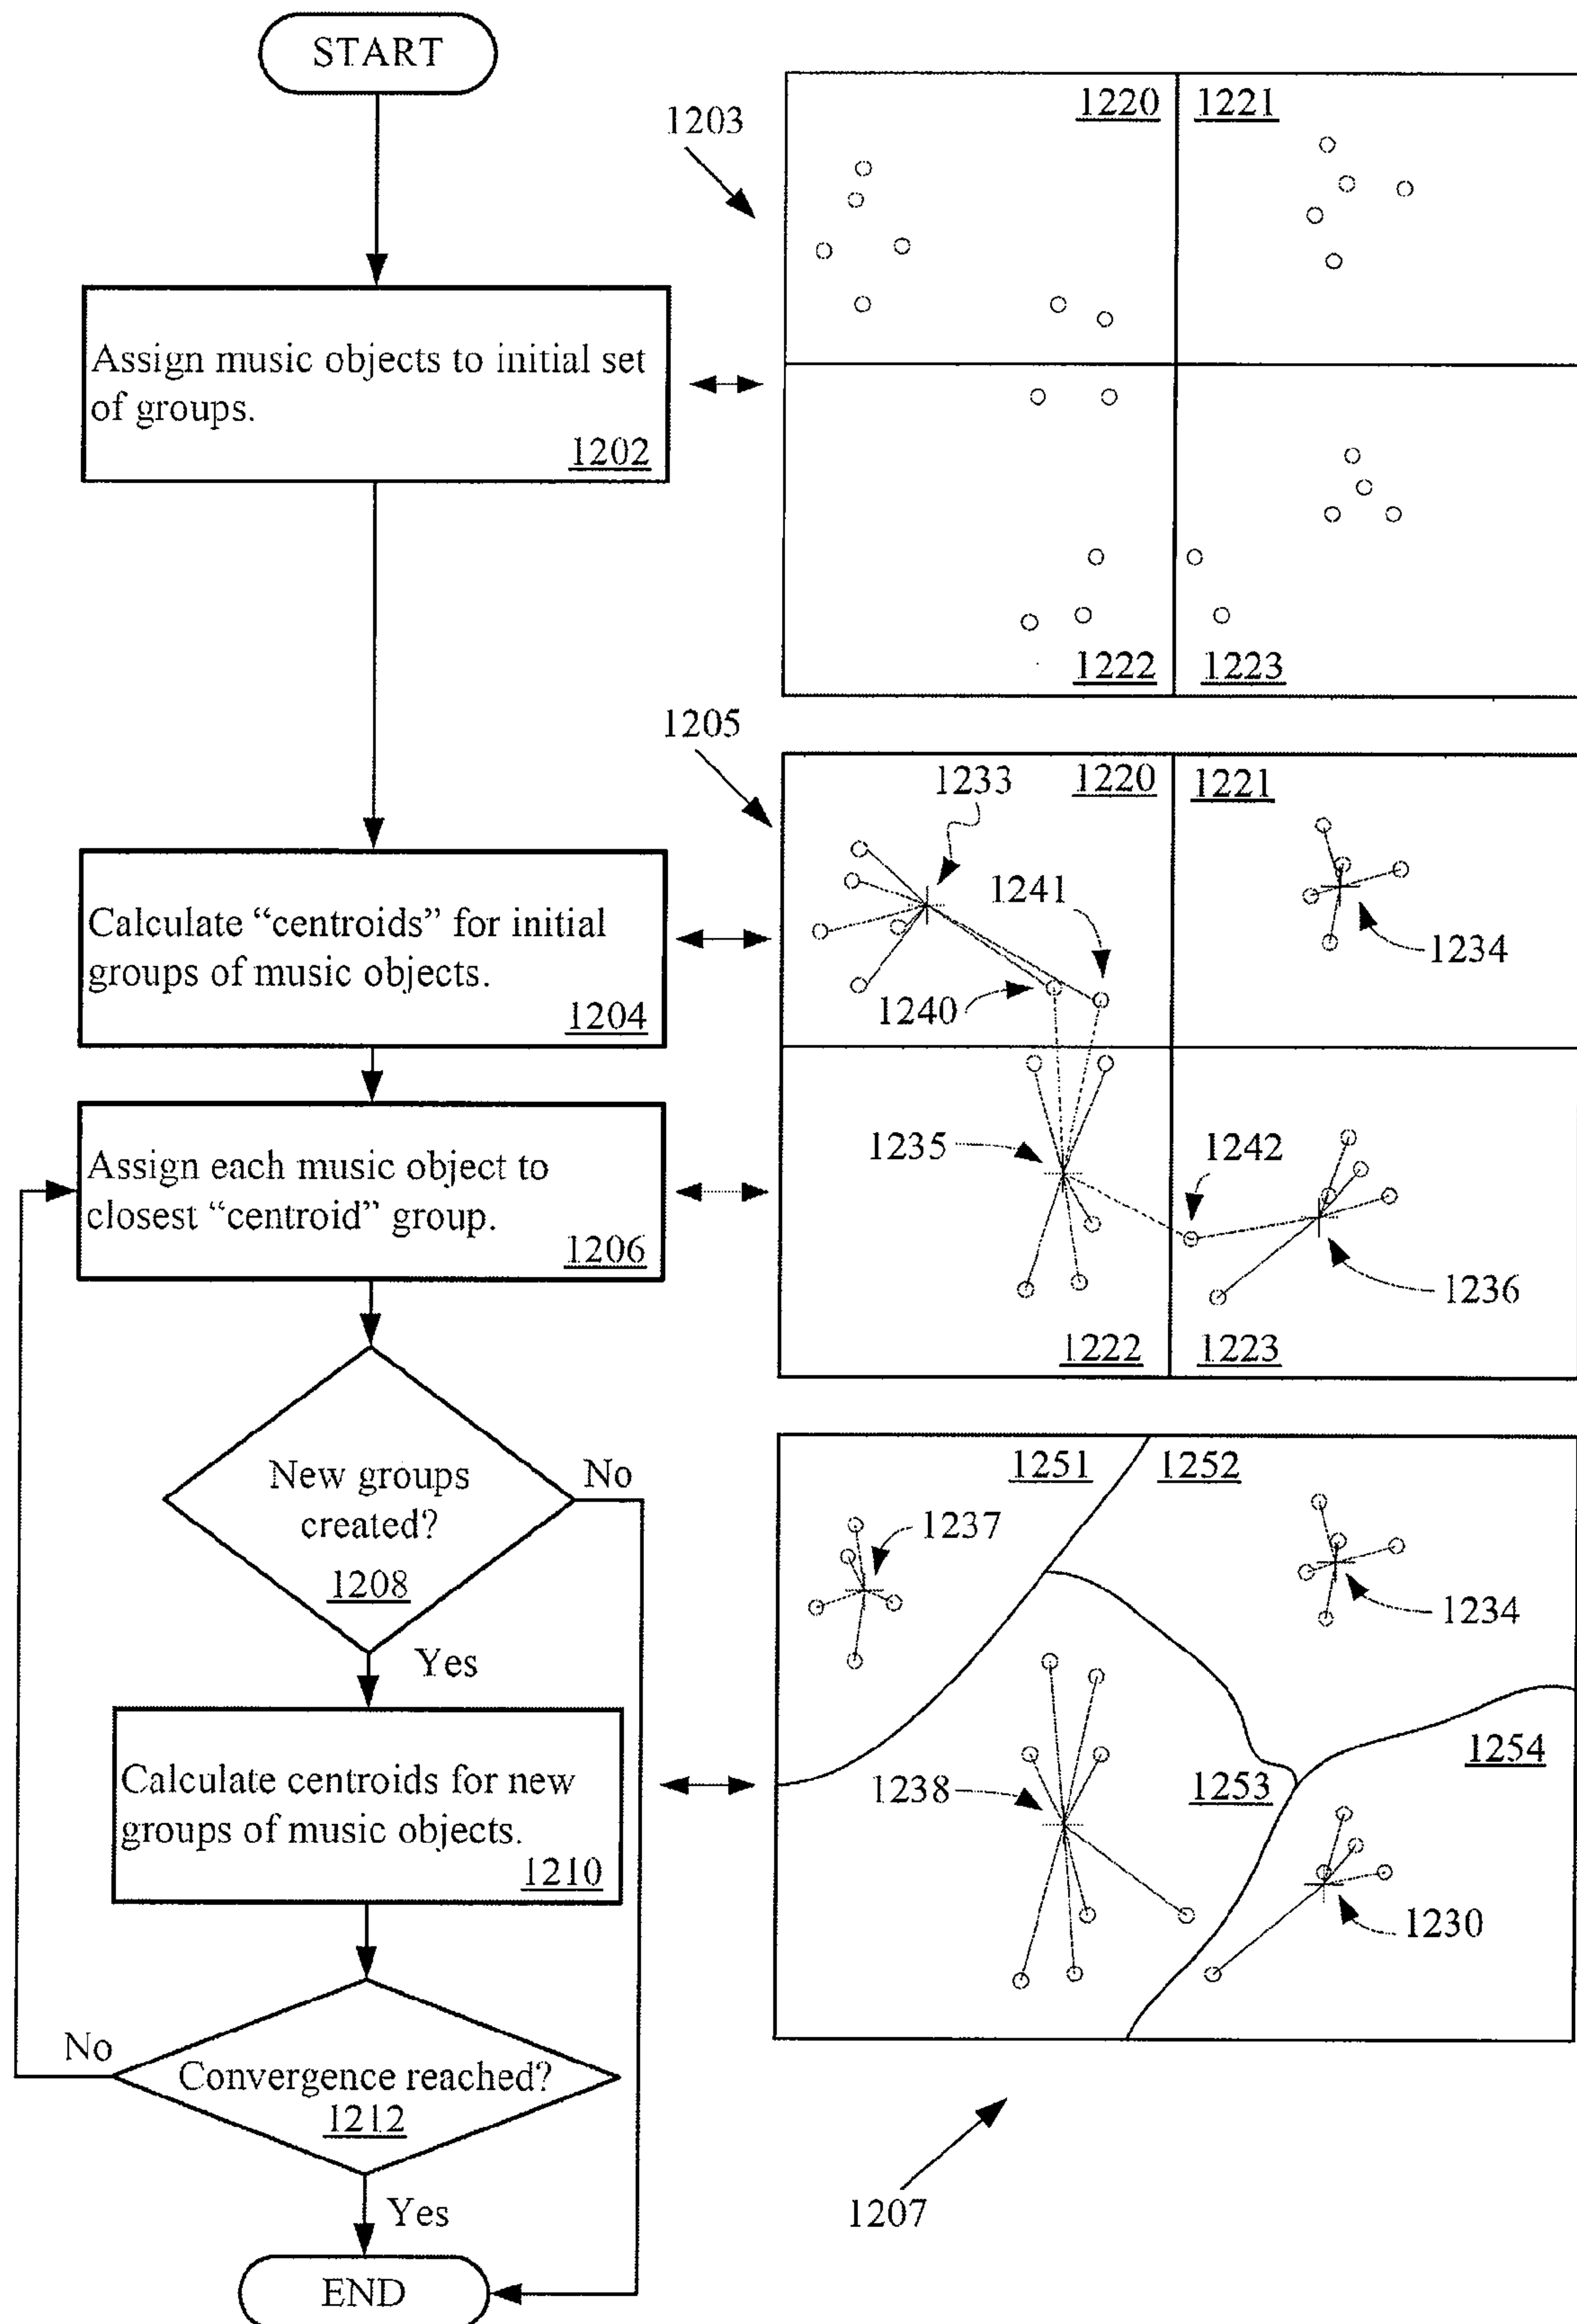 START
1203
1220
1221
Assign music objects to initial set
of groups.
1202
1222
1223
1205
1233
1220
1221
1241
1234
Calculate “centroids” for initial
groups of music objects.
1204
1240
Assign each music object to
closest “centroid” group.
1206
1235
1242
1236
1222
1223
New groups
created?
1208
No
Yes
1251
1252
1237
1234
1254
1253
1238
1230
Calculate centroids for new
groups of music objects.
1210
No
Convergence reached?
1212
Yes
1207
END